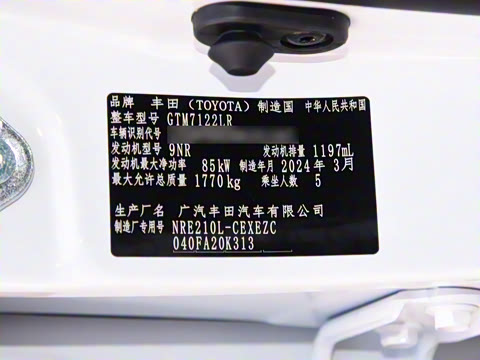 品牌 丰田(TOYOTA) 制造国 中华人民共和国
整车型号 GTM7122LR
车辆识别代号
发动机型号 9NR 发动机排量 1197mL
发动机最大净功率 85kW 制造年月 2024年3月
最大允许总质量 1770kg 乘坐人数 5
生产厂名 广汽丰田汽车有限公司
制造厂专用号 NRE210L-CEXEZC
040FA20K313